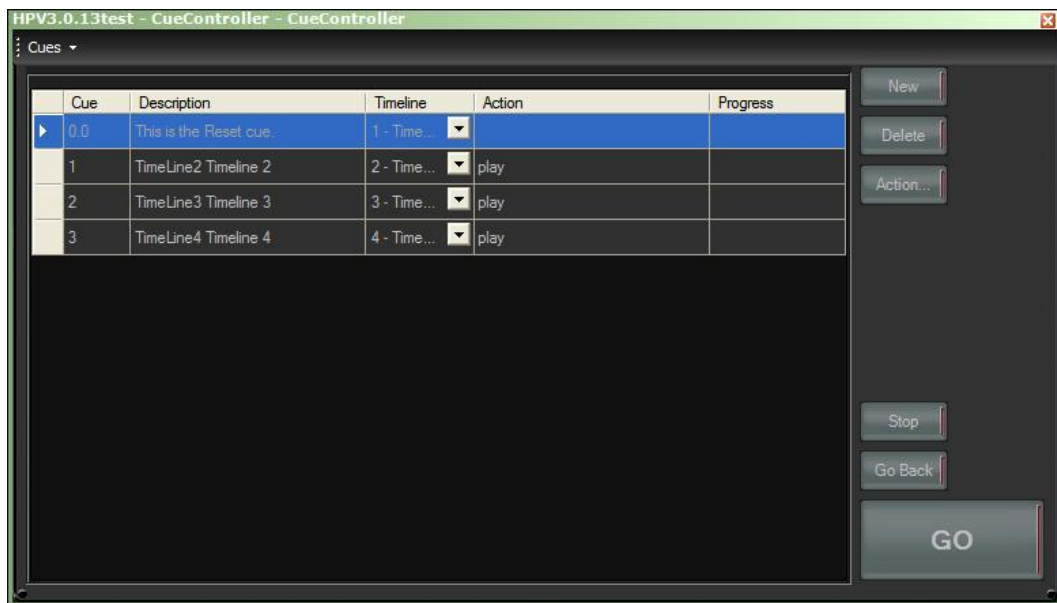 HPV3.0.13test - CueController - CueController
Cues
New
Cue Description Timeline Action Progress
0.0 This is the Reset cue. 1 - Time...
Delete
1 TimeLine2 Timeline 2 2 - Time... play
Action...
2 TimeLine3 Timeline 3 3 - Time... play
3 TimeLine4 Timeline 4 4 - Time... play
Stop
Go Back
GO